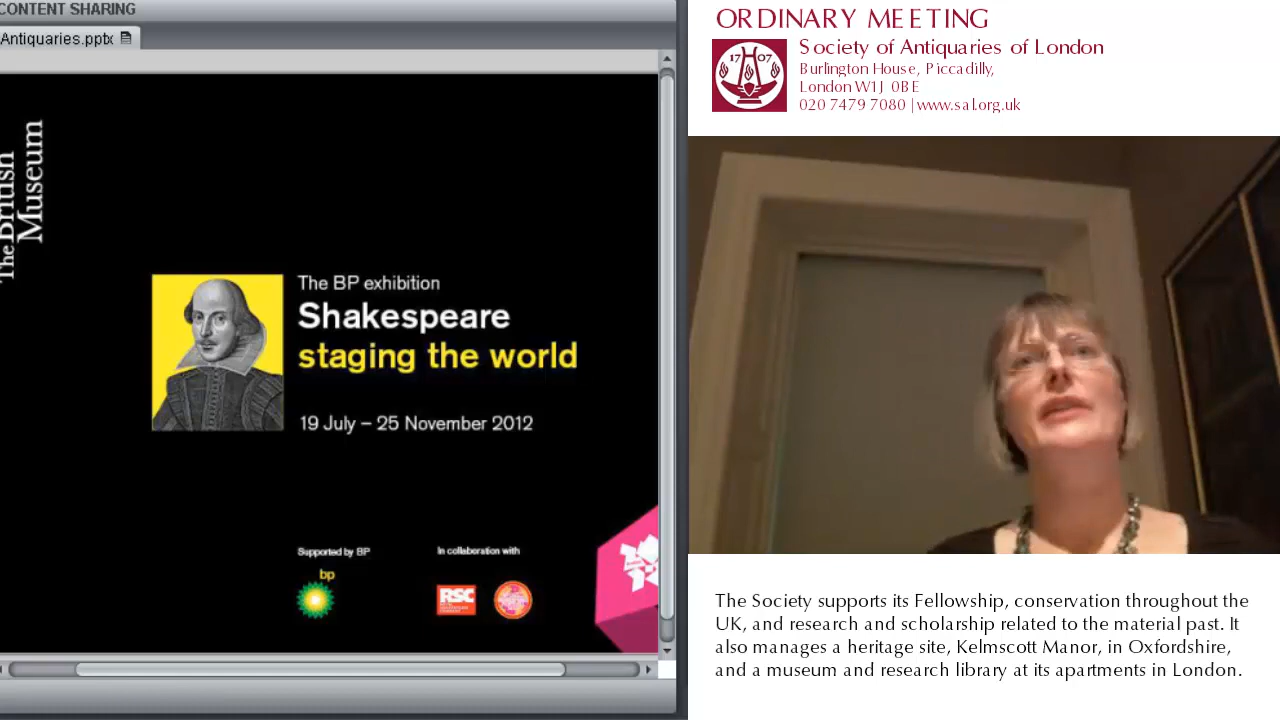 CONTENT SHARING
Antiquaries.pptx
The British
Museum
The BP exhibition
Shakespeare
staging the world
19 July – 25 November 2012
Supported by BP
bp
In collaboration with
RSC
ORDINARY MEETING
1707
Society of Antiquaries of London
Burlington House, Piccadilly,
London W1J 0BE
020 7479 7080 | www.sal.org.uk
The Society supports its Fellowship, conservation throughout the
UK, and research and scholarship related to the material past. It
also manages a heritage site, Kelmscott Manor, in Oxfordshire,
and a museum and research library at its apartments in London.